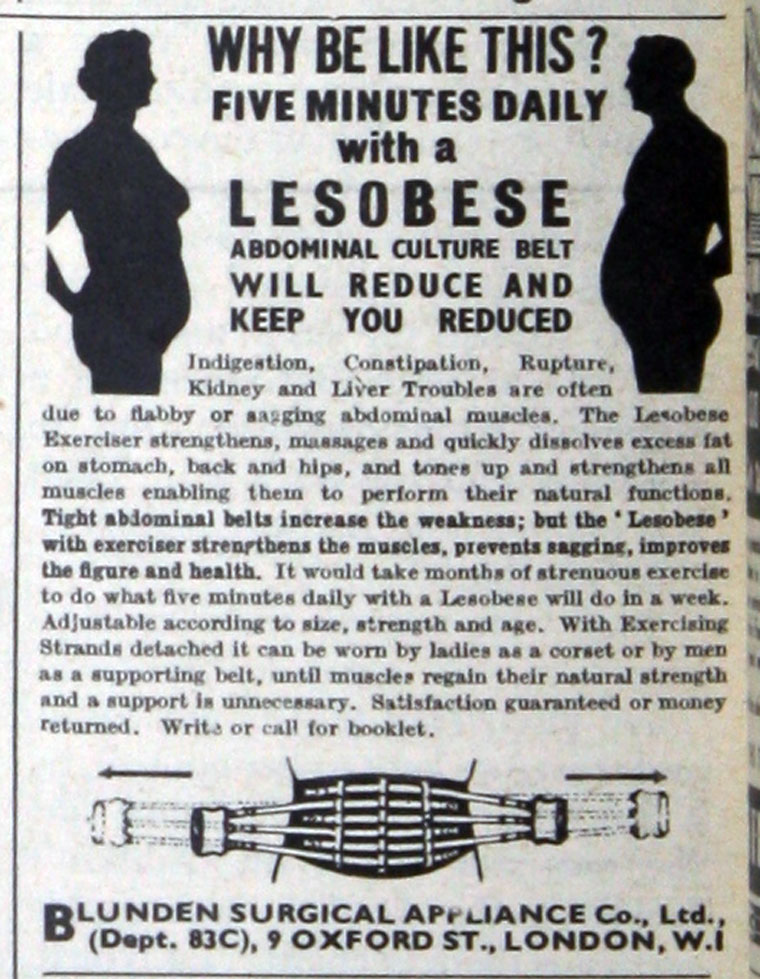 WHY BE LIKE THIS?
FIVE MINUTES DAILY
with a
LESOBESE
ABDOMINAL CULTURE BELT
WILL REDUCE AND
KEEP YOU REDUCED
Indigestion, Constipation, Rupture,
Kidney and Liver Troubles are often
due to flabby or sagging abdominal muscles. The Lesobese
Exerciser strengthens, massages and quickly dissolves excess fat
on stomach, back and hips, and tones up and strengthens all
muscles enabling them to perform their natural functions.
Tight abdominal belts increase the weakness; but the ‘Lesobese’
with exerciser strengthens the muscles, prevents sagging, improves
the figure and health. It would take months of strenuous exercise
to do what five minutes daily with a Lesobese will do in a week.
Adjustable according to size, strength and age. With Exercising
Strands detached it can be worn by ladies as a corset or by men
as a supporting belt, until muscles regain their natural strength
and a support is unnecessary. Satisfaction guaranteed or money
returned. Write or call for booklet.
BLUNDEN SURGICAL APPLIANCE Co., Ltd.,
(Dept. 83C), 9 OXFORD ST., LONDON, W.I